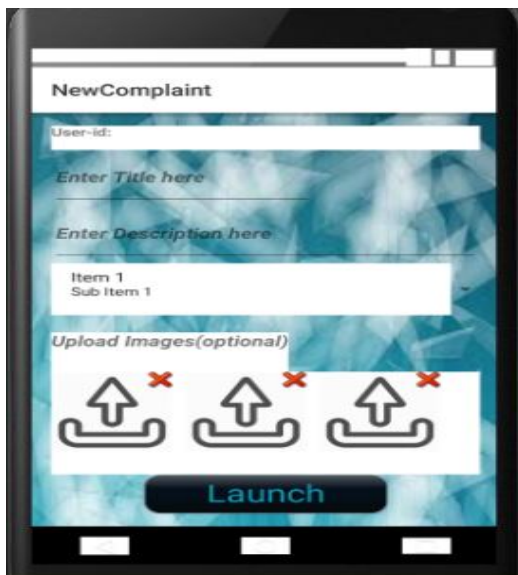 NewComplaint
User-id:
Enter Title here
Enter Description here
Item 1
Sub Item 1
Upload Images(optional)
Launch